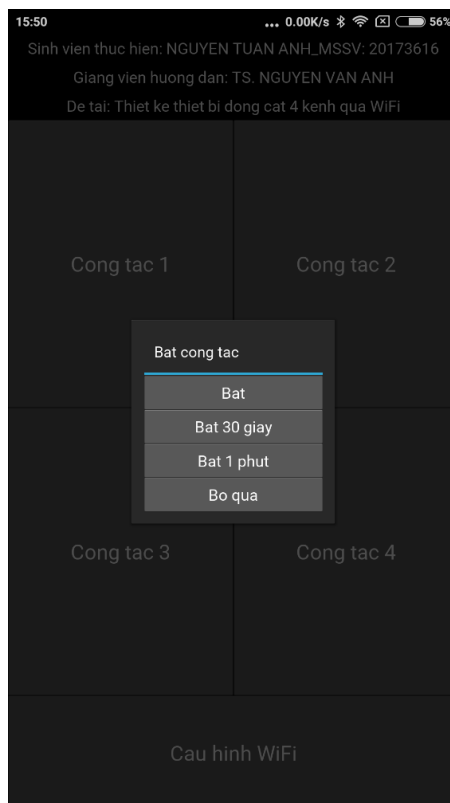 15:50 ... 0.00K/s 56%
Sinh vien thuc hien: NGUYEN TUAN ANH_MSSV: 20173616
Giang vien huong dan: TS. NGUYEN VAN ANH
De tai: Thiet ke thiet bi dong cat 4 kenh qua WiFi
Cong tac 1
Cong tac 2
Bat cong tac
Bat
Bat 30 giay
Bat 1 phut
Bo qua
Cong tac 3
Cong tac 4
Cau hinh WiFi